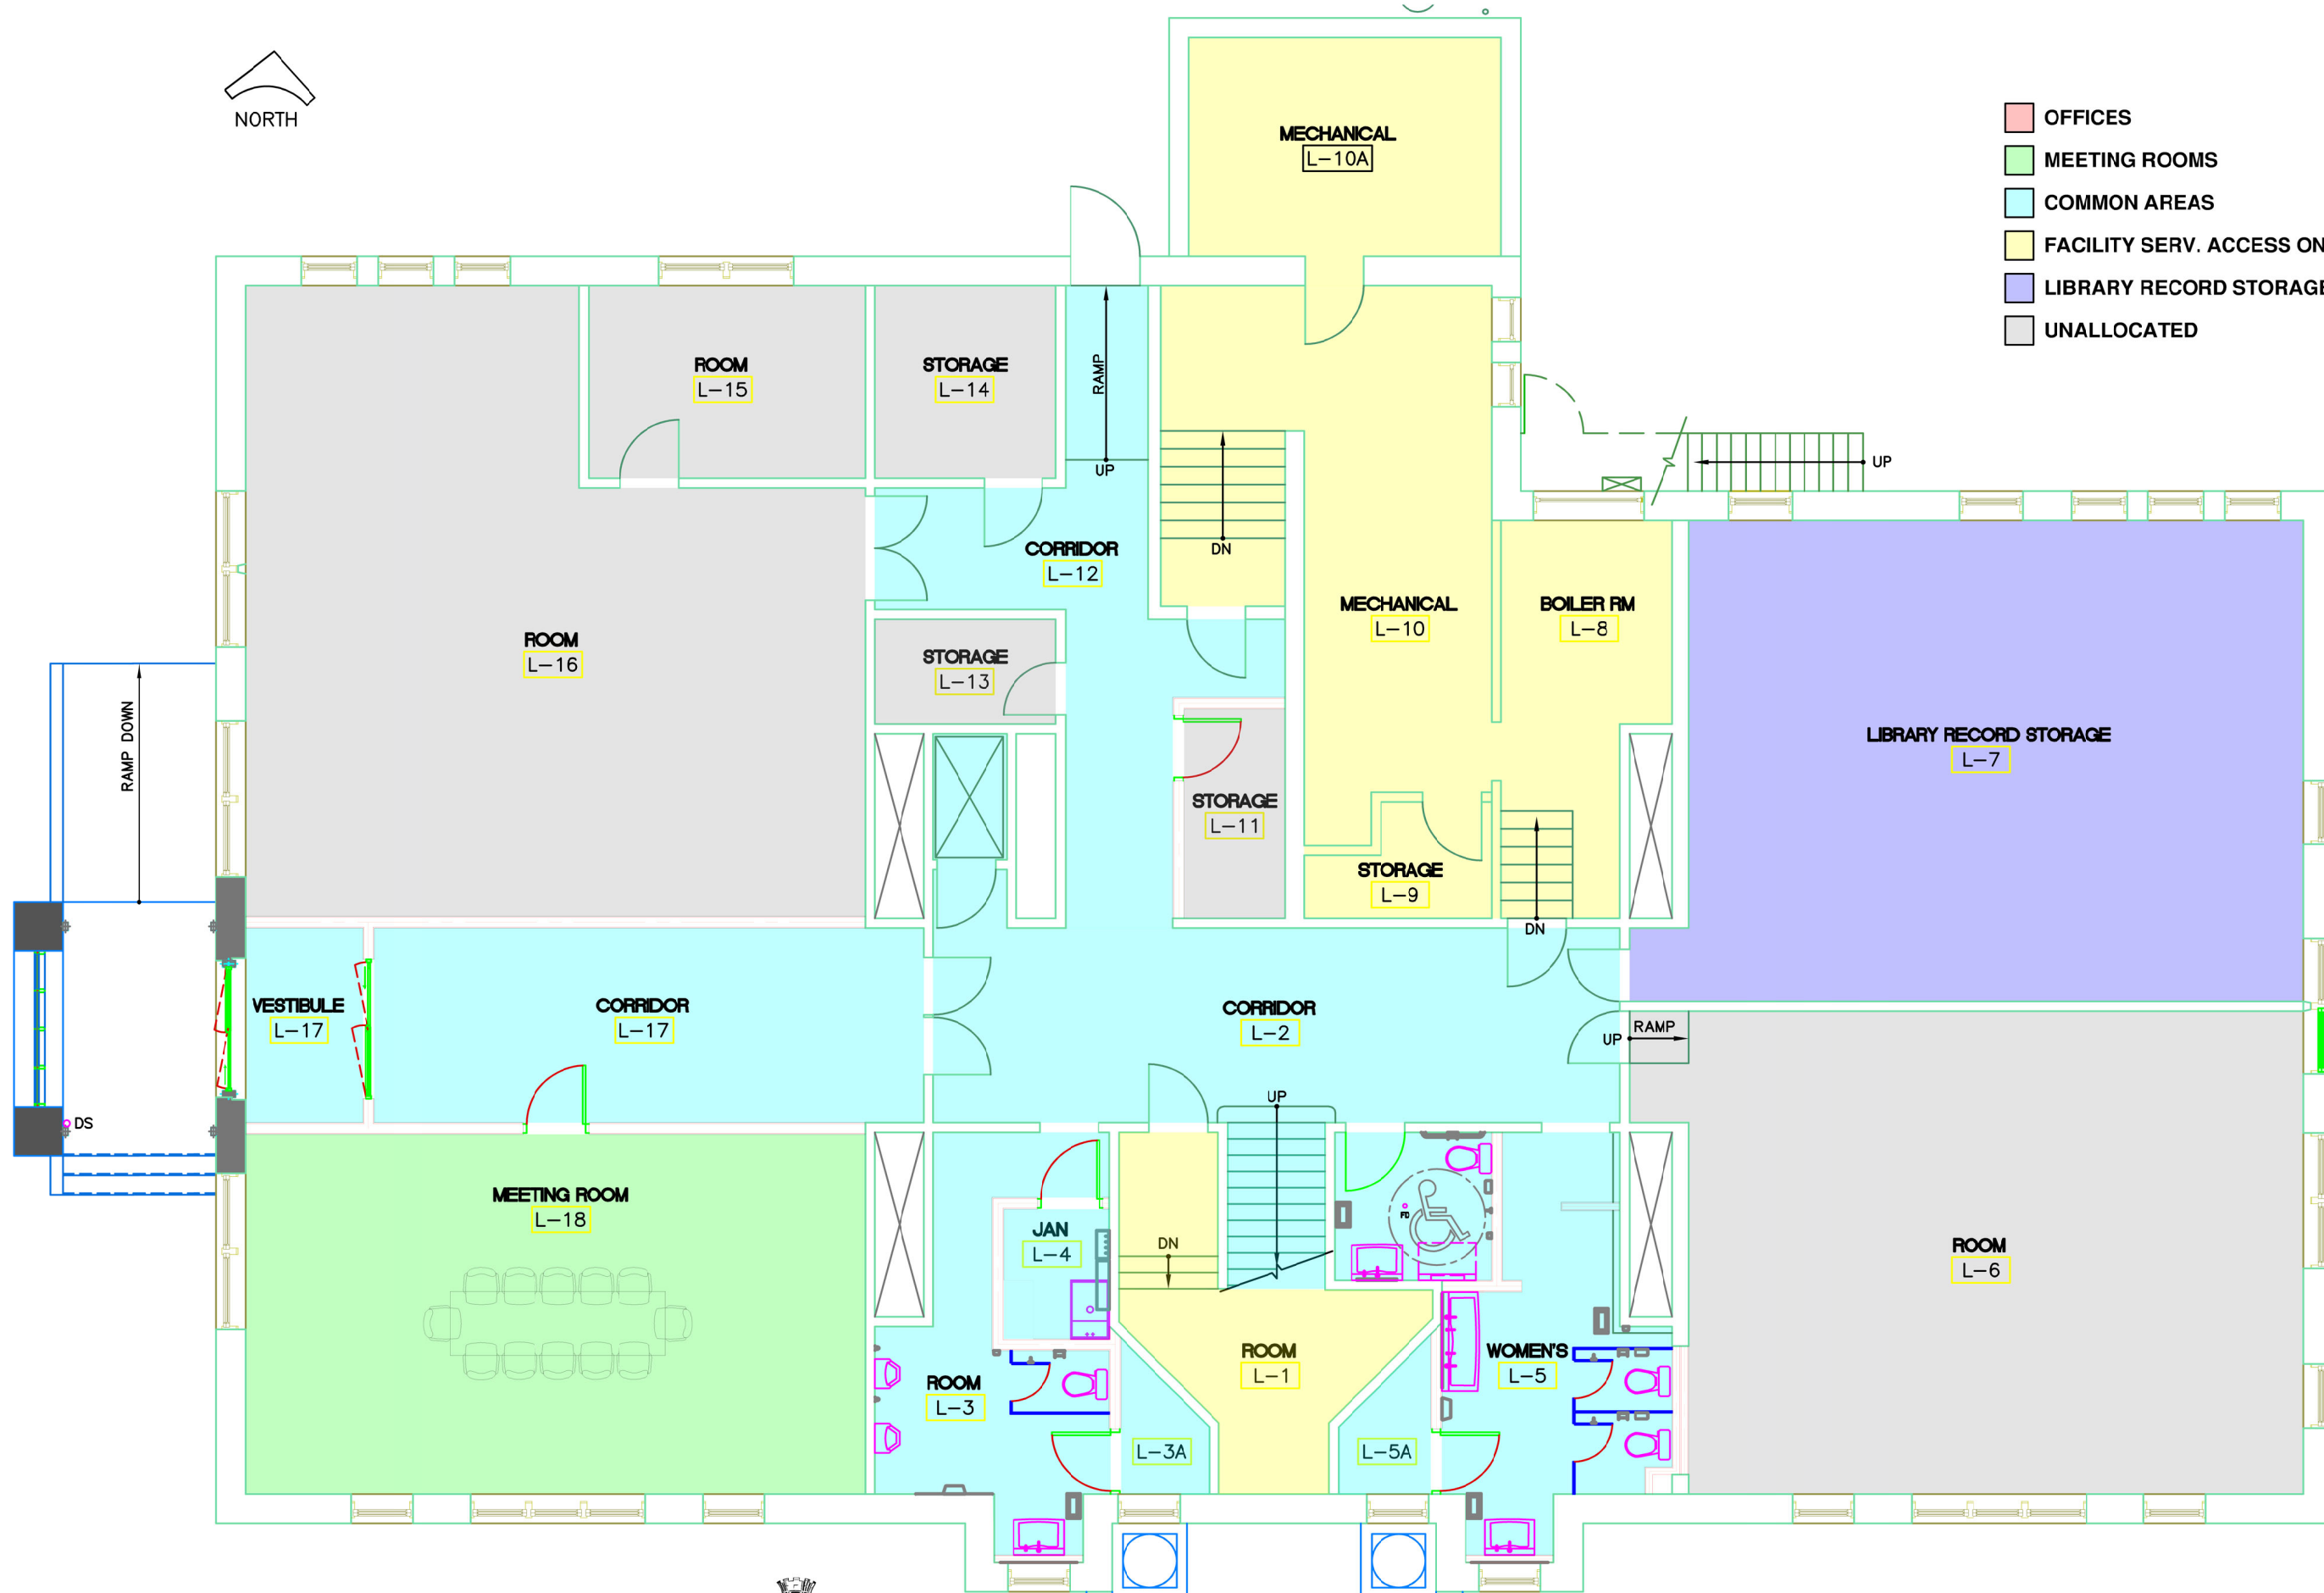 NORTH
OFFICES
MEETING ROOMS
COMMON AREAS
FACILITY SERV. ACCESS ON
LIBRARY RECORD STORAGE
UNALLOCATED
MECHANICAL
L-10A
ROOM
L-15
STORAGE
L-14
RAMP
UP
UP
CORRIDOR
L-12
DN
MECHANICAL
L-10
BOILER RM
L-8
ROOM
L-16
STORAGE
L-13
RAMP DOWN
LIBRARY RECORD STORAGE
L-7
STORAGE
L-11
STORAGE
L-9
DN
VESTIBULE
L-17
CORRIDOR
L-17
CORRIDOR
L-2
RAMP
UP
DS
UP
MEETING ROOM
L-18
JAN
L-4
DN
FD
ROOM
L-6
ROOM
L-3
ROOM
L-1
WOMEN'S
L-5
L-3A
L-5A